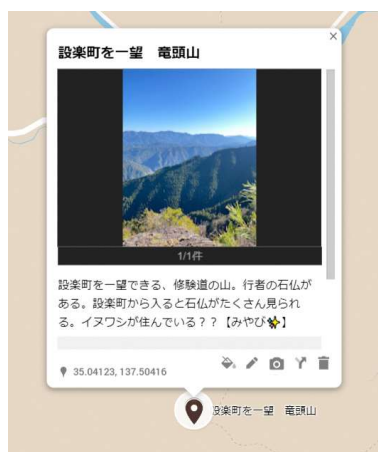 ×
設楽町を一望　竜頭山
1/1件
設楽町を一望できる、修験道の山。行者の石仏が
ある。設楽町から入ると石仏がたくさん見られ
る。イヌワシが住んでいる？？【みやび✨】
35.04123, 137.50416
設楽町を一望　竜頭山